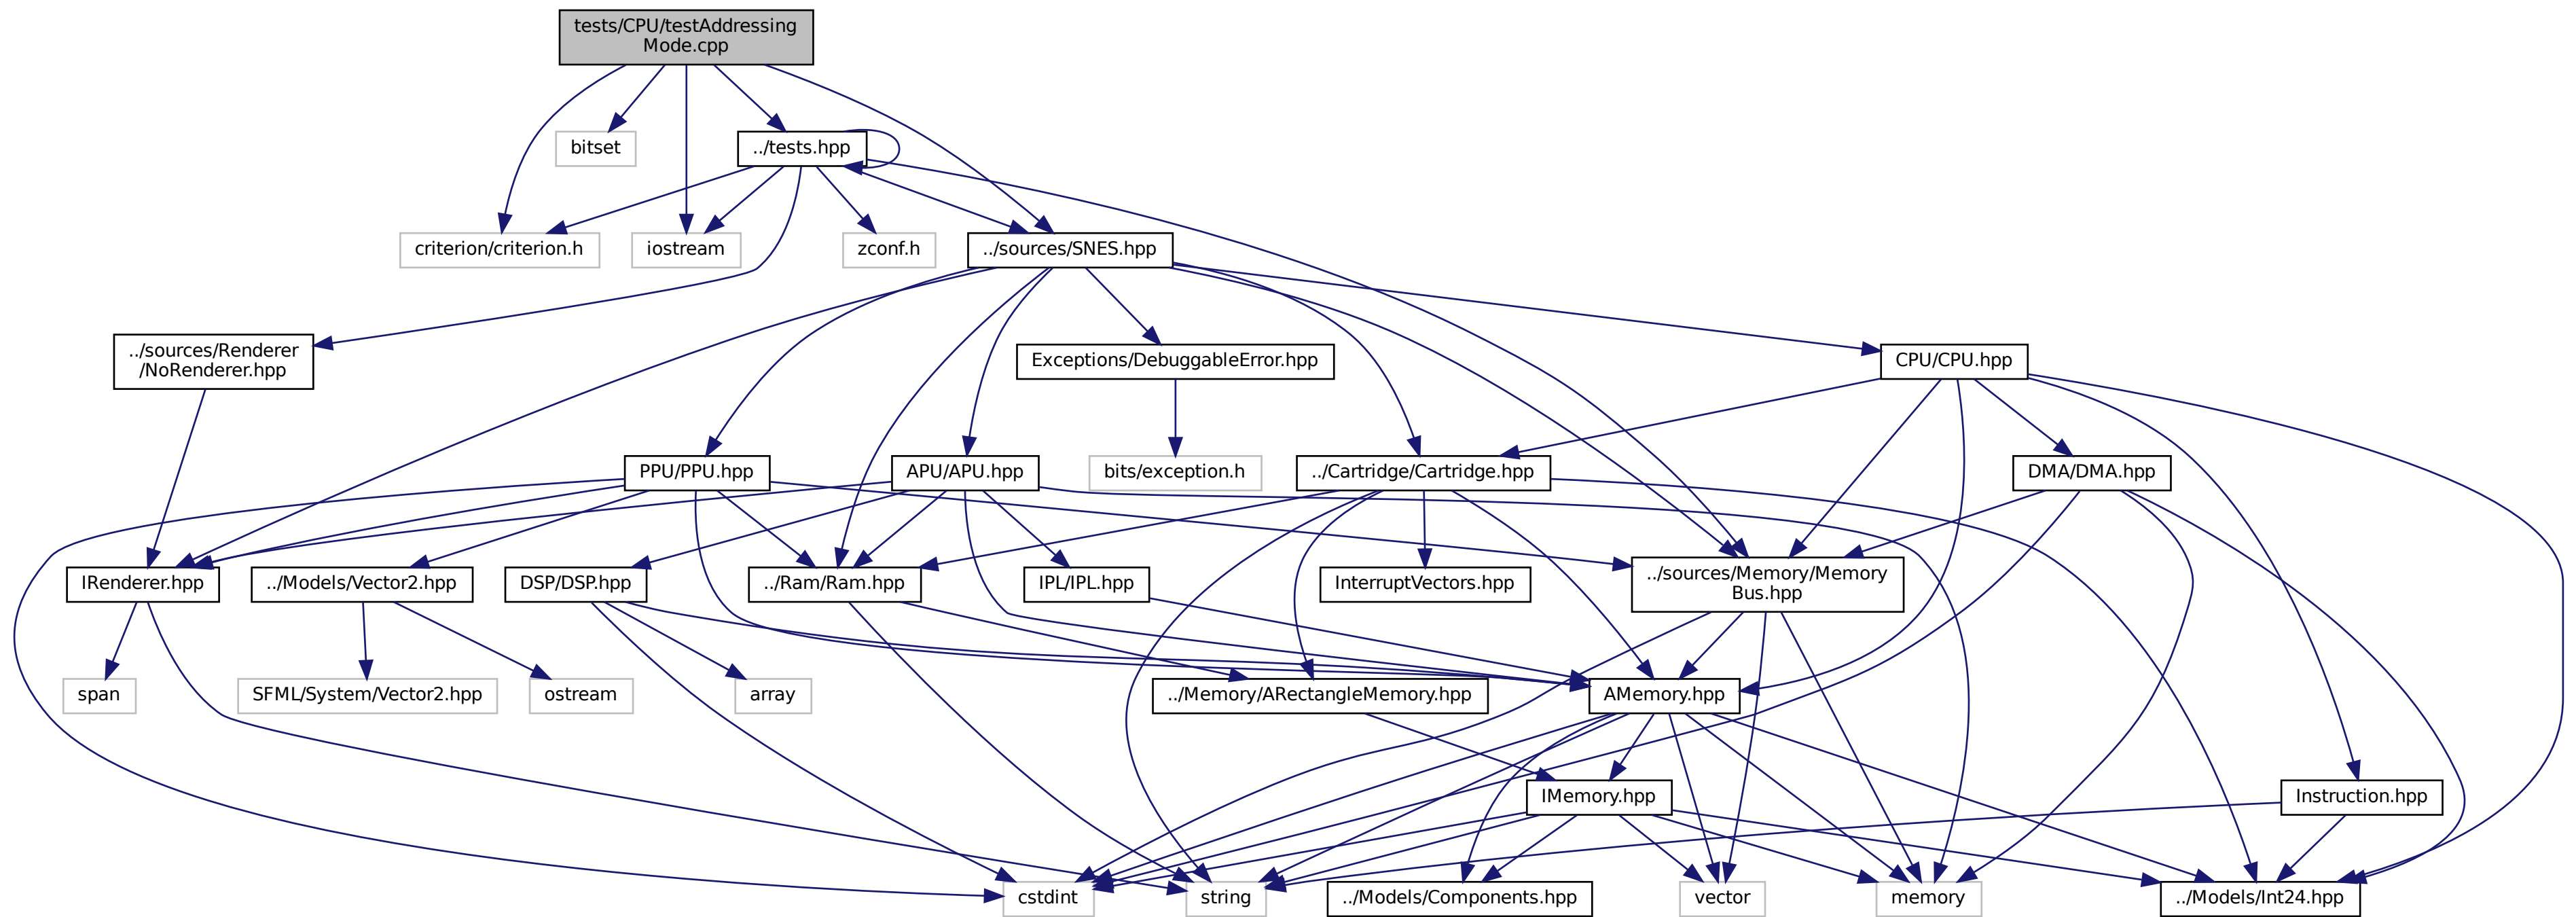 tests/CPU/testAddressing
Mode.cpp
bitset
../tests.hpp
criterion/criterion.h
iostream
zconf.h
../sources/SNES.hpp
../sources/Renderer
/NoRenderer.hpp
Exceptions/DebuggableError.hpp
CPU/CPU.hpp
PPU/PPU.hpp
APU/APU.hpp
bits/exception.h
../Cartridge/Cartridge.hpp
DMA/DMA.hpp
IRenderer.hpp
../Models/Vector2.hpp
DSP/DSP.hpp
../Ram/Ram.hpp
IPL/IPL.hpp
InterruptVectors.hpp
../sources/Memory/Memory
Bus.hpp
span
SFML/System/Vector2.hpp
ostream
array
../Memory/ARectangleMemory.hpp
AMemory.hpp
IMemory.hpp
Instruction.hpp
cstdint
string
../Models/Components.hpp
vector
memory
../Models/Int24.hpp